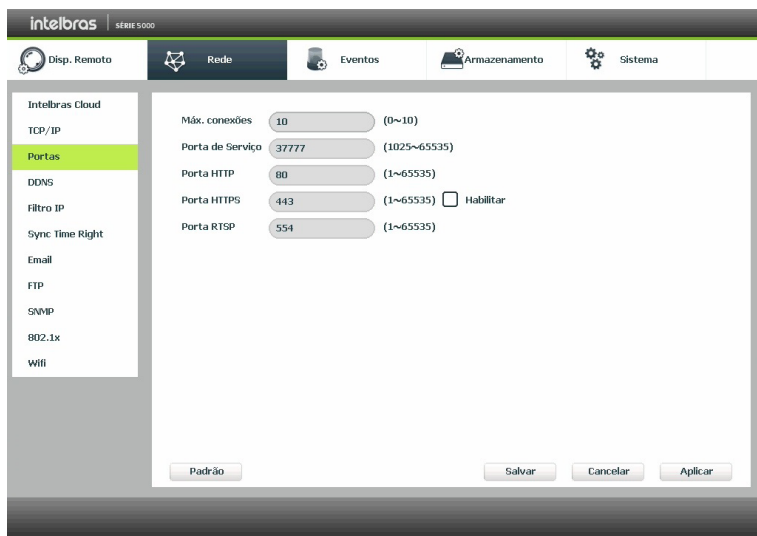 intelbras SÉRIE 5000
Disp. Remoto
Rede
Eventos
Armazenamento
Sistema
Intelbras Cloud
TCP/IP
Portas
DDNS
Filtro IP
Sync Time Right
Email
FTP
SNMP
802.1x
Wifi
Máx. conexões 10 (0~10)
Porta de Serviço 37777 (1025~65535)
Porta HTTP 80 (1~65535)
Porta HTTPS 443 (1~65535) Habilitar
Porta RTSP 554 (1~65535)
Padrão
Salvar
Cancelar
Aplicar